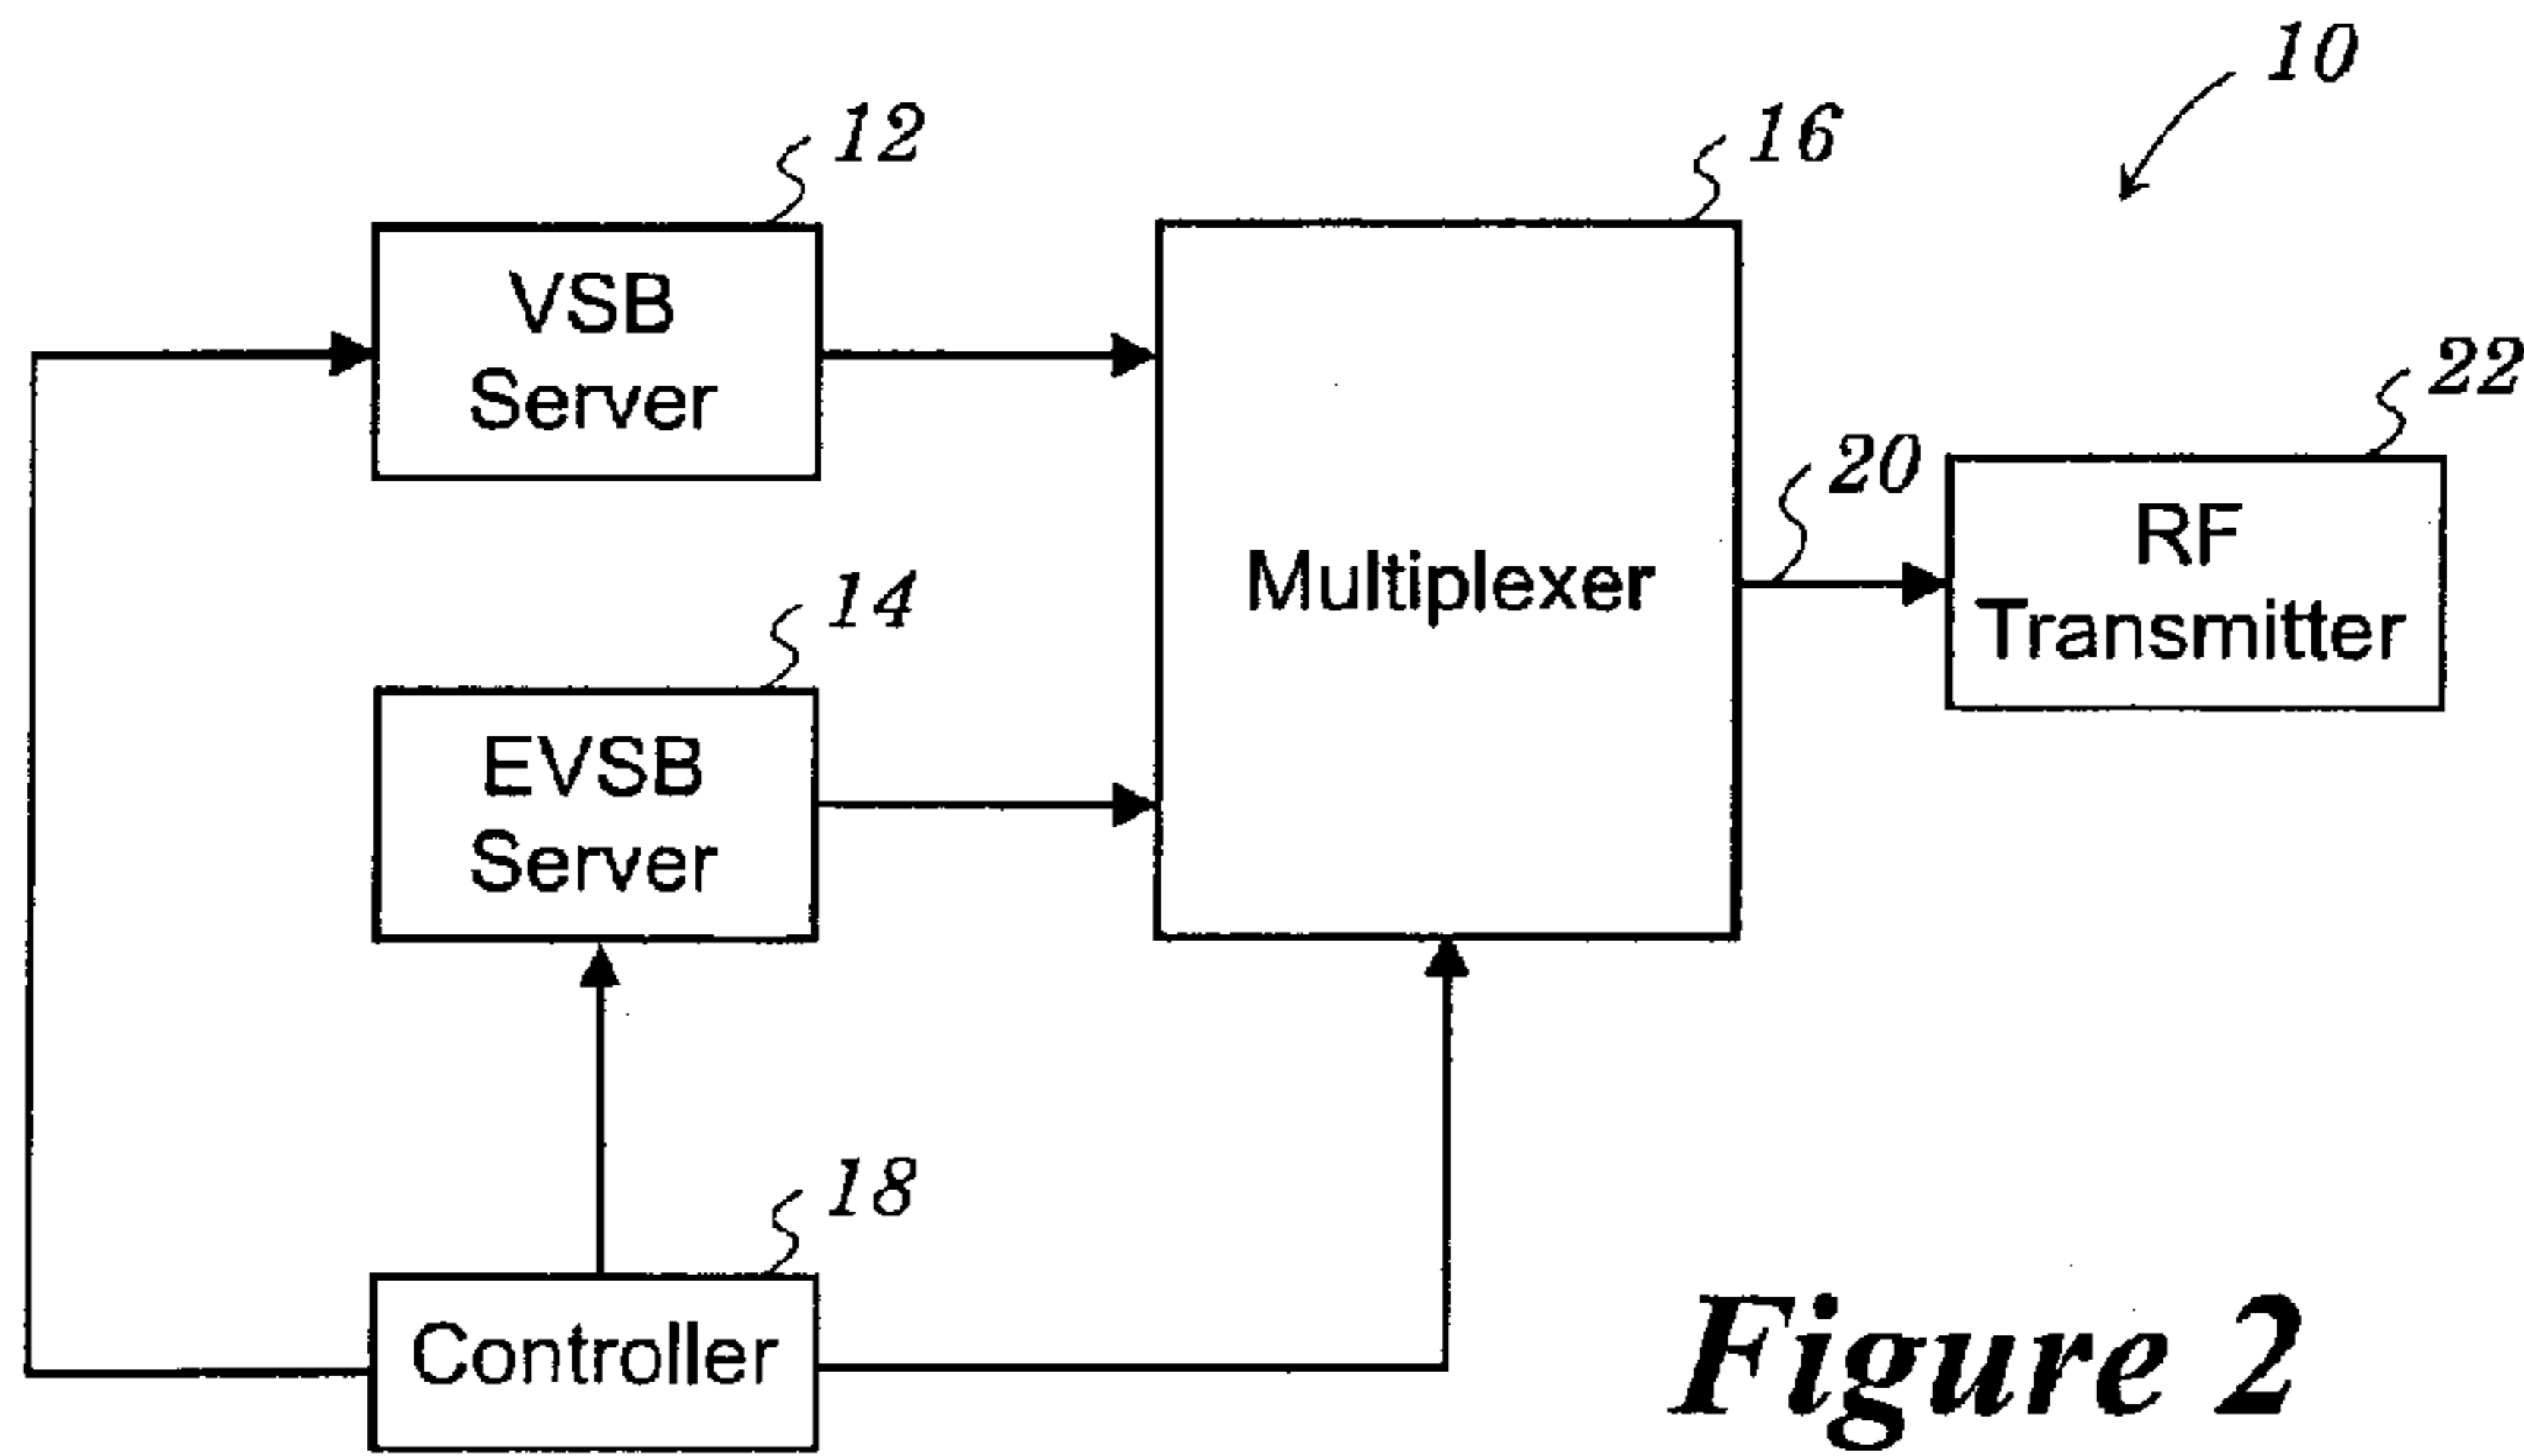 10
12
16
VSB
Server
22
20
RF
Transmitter
Multiplexer
14
EVSB
Server
18
Controller
Figure 2